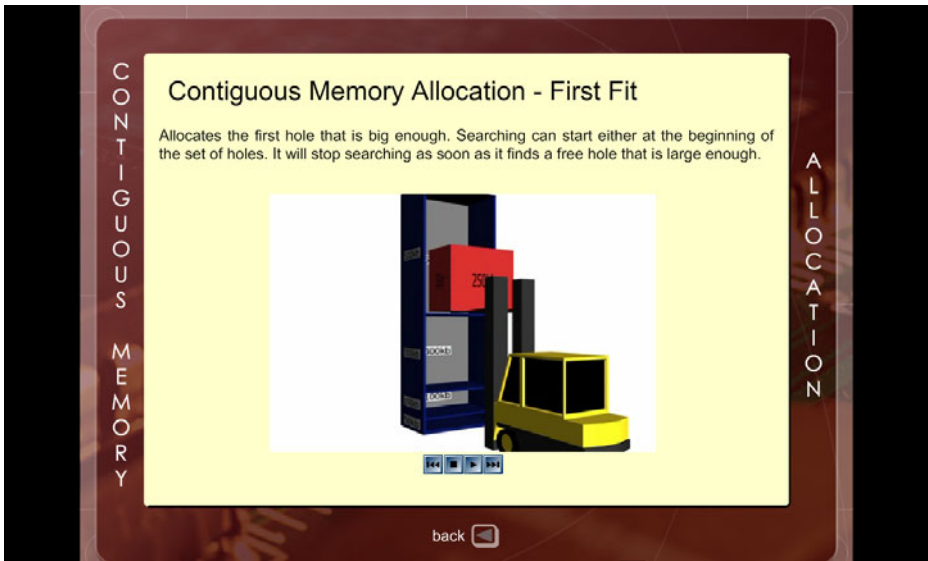 Contiguous Memory Allocation - First Fit
Allocates the first hole that is big enough. Searching can start either at the beginning of
the set of holes. It will stop searching as soon as it finds a free hole that is large enough.
CONTIGUOUS MEMORY
ALLOCATION
back